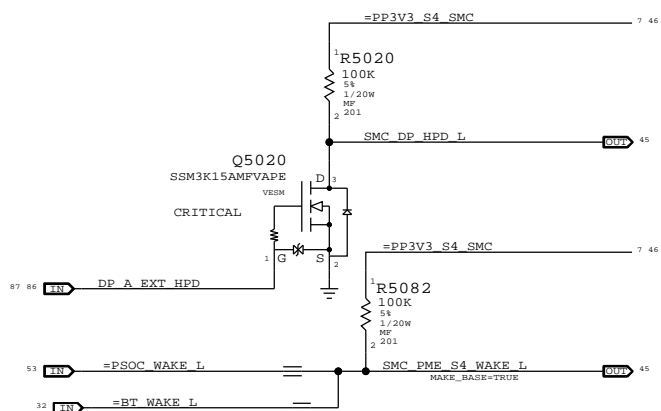 =PP3V3_S4_SMC 7 46
1 R5020
100K
5%
1/20W
MF
2 201
SMC_DP_HPD_L OUT 45
Q5020
SSM3K15AMFVAPE
VESM
D 3
CRITICAL
1 G S 2
=PP3V3_S4_SMC 7 46
87 86 IN DP_A_EXT_HPD
1 R5082
100K
5%
1/20W
MF
2 201
53 IN =PSOC_WAKE_L SMC_PME_S4_WAKE_L OUT 45
MAKE_BASE=TRUE
32 IN =BT_WAKE_L